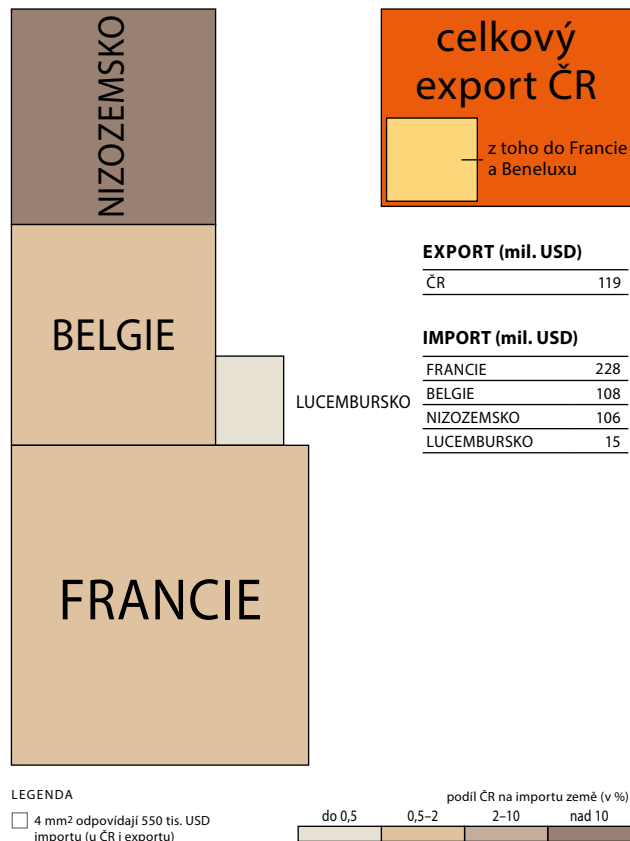 NIZOZEMSKO
celkový
export ČR
z toho do Francie
a Beneluxu
EXPORT (mil. USD)
ČR 119
BELGIE
LUCEMBURSKO
IMPORT (mil. USD)
FRANCIE 228
BELGIE 108
NIZOZEMSKO 106
LUCEMBURSKO 15
FRANCIE
LEGENDA
4 mm2 odpovídají 550 tis. USD
importu (u ČR i exportu)
podíl ČR na importu země (v %)
do 0,5 0,5–2 2–10 nad 10